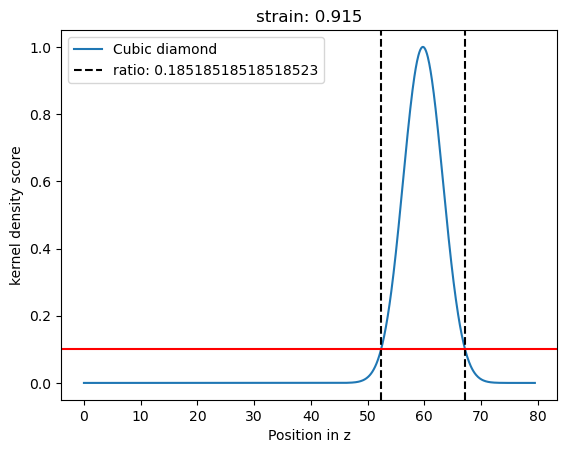 strain: 0.915
Cubic diamond
ratio: 0.18518518518518523
kernel density score
1.0
0.8
0.6
0.4
0.2
0.0
0 10 20 30 40 50 60 70 80
Position in z